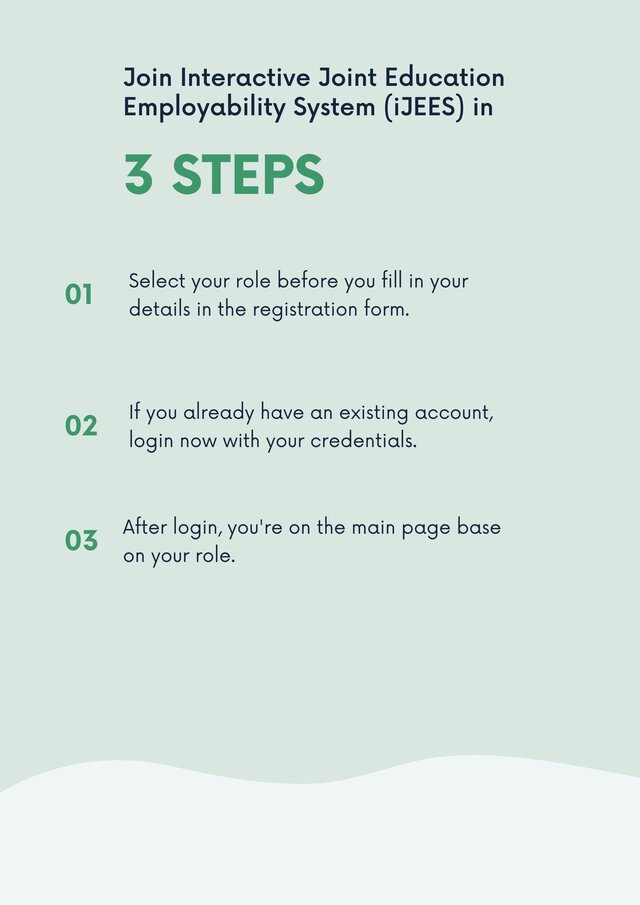 Join Interactive Joint Education
Employability System (iJEES) in
3 STEPS
01
Select your role before you fill in your
details in the registration form.
02
If you already have an existing account,
login now with your credentials.
03
After login, you're on the main page base
on your role.